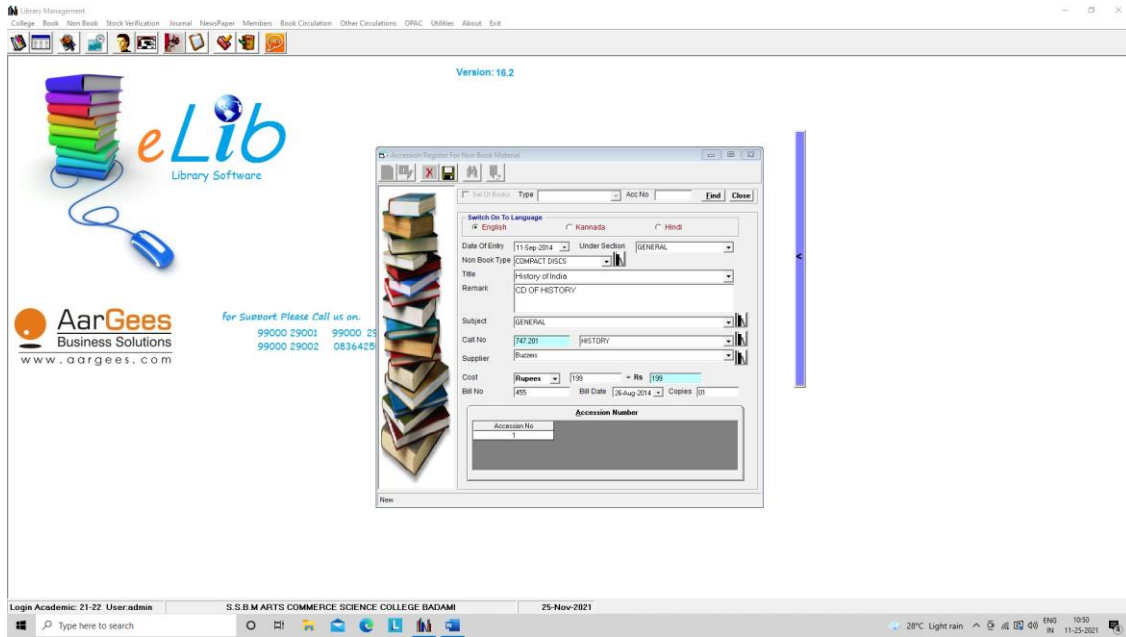 Library Management
College Book Non Book Stock Verification Journal NewsPaper Members Book Circulation Other Circulations OPAC Utilities About Exit
Version: 16.2
eLib
Library Software
AarGees
Business Solutions
www.aargees.com
for Support Please Call us on.
99000 29001 99000 29
99000 29002 0836425
Accession Register For Non Book Material
Set Of Books Type Acc No Find Close
Switch On To Language
English Kannada Hindi
Date Of Entry 11-Sep-2014 Under Section GENERAL
Non Book Type COMPACT DISCS
Title History of India
Remark CD OF HISTORY
Subject GENERAL
Call No 747.201 HISTORY
Supplier Buzzers
Cost Rupees 199 = Rs 199
Bill No 455 Bill Date 26-Aug-2014 Copies 01
Accession Number
Accession No
1
New
<
Login Academic: 21-22 User:admin S.S.B.M ARTS COMMERCE SCIENCE COLLEGE BADAMI 25-Nov-2021
Type here to search
28°C Light rain ENG 10:50
IN 11-25-2021